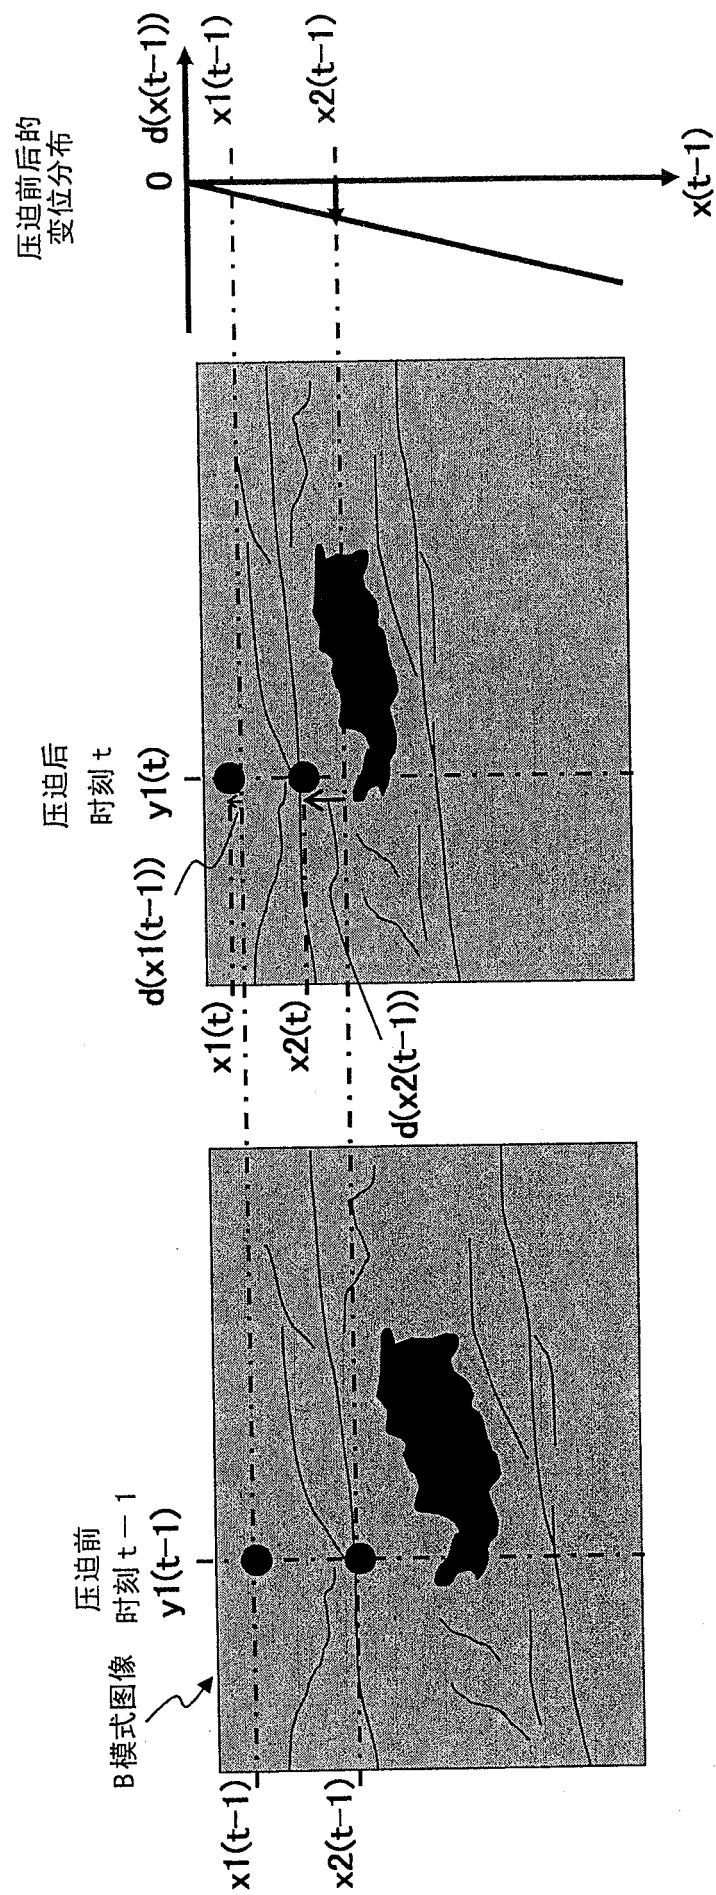 B模式图像
压迫前
时刻t-1
y1(t-1)
x1(t-1)
x2(t-1)
压迫后
时刻t
y1(t)
d(x1(t-1))
x1(t)
x2(t)
d(x2(t-1))
压迫前后的
变位分布
0
d(x(t-1))
x1(t-1)
x2(t-1)
x(t-1)